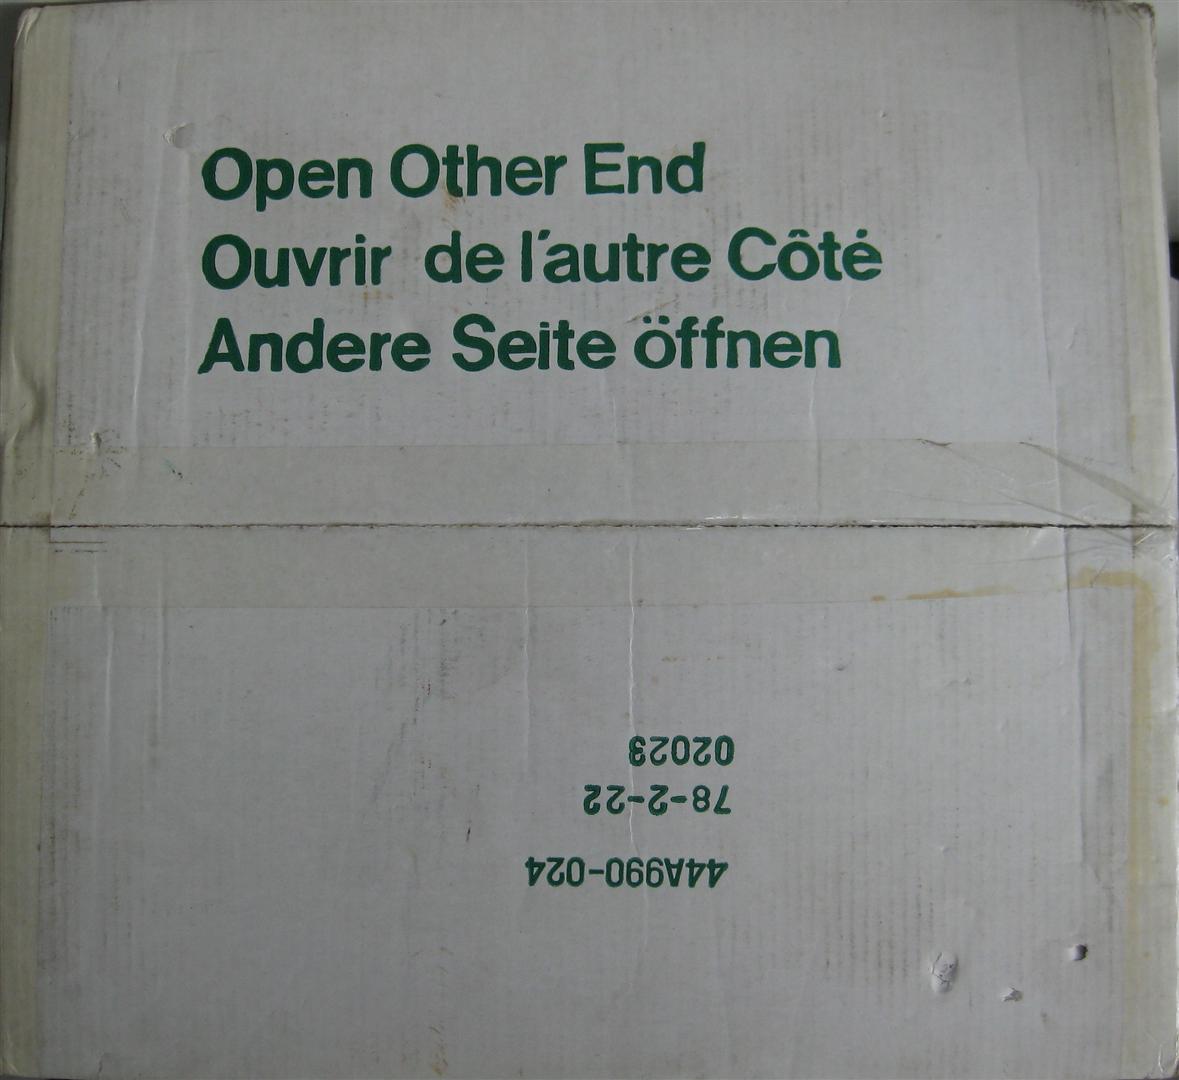 Open Other End
Ouvrir de l'autre Côté
Andere Seite öffnen
44A990-024
78-2-22
02023